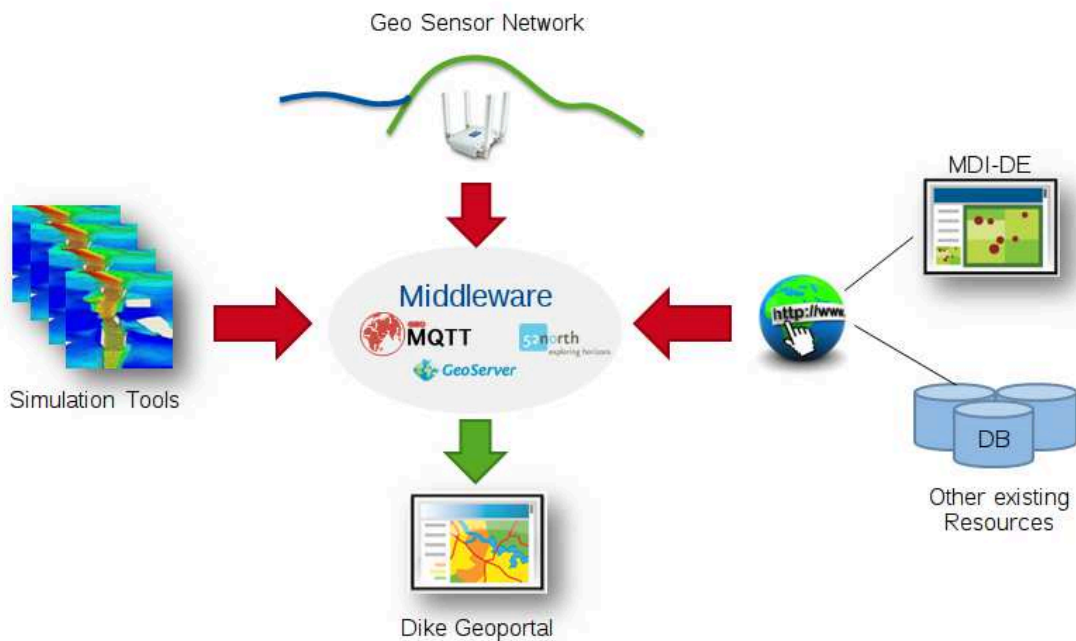 Geo Sensor Network
MDI-DE
Middleware
MQTT
52north
exploring horizons
GeoServer
http://www.
Simulation Tools
DB
Other existing
Resources
Dike Geoportal